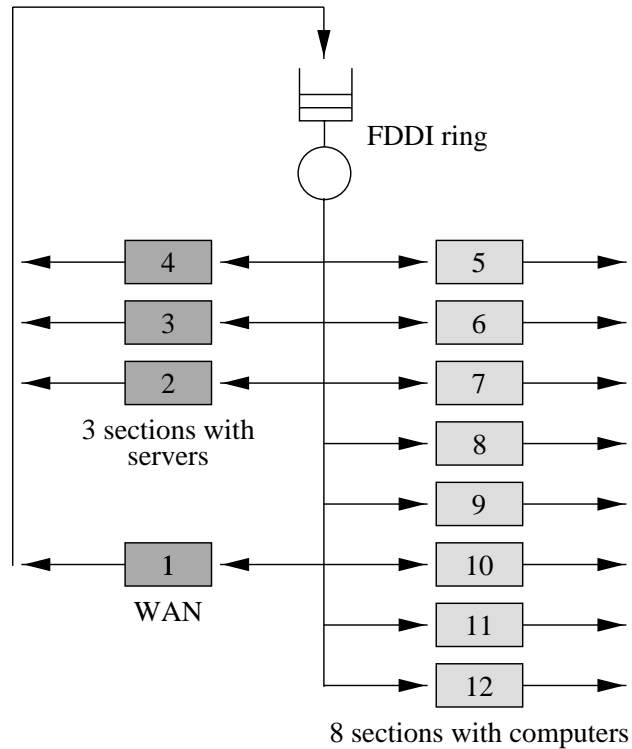 FDDI ring
4
5
3
6
2
7
3 sections with
servers
8
9
1
10
WAN
11
12
8 sections with computers